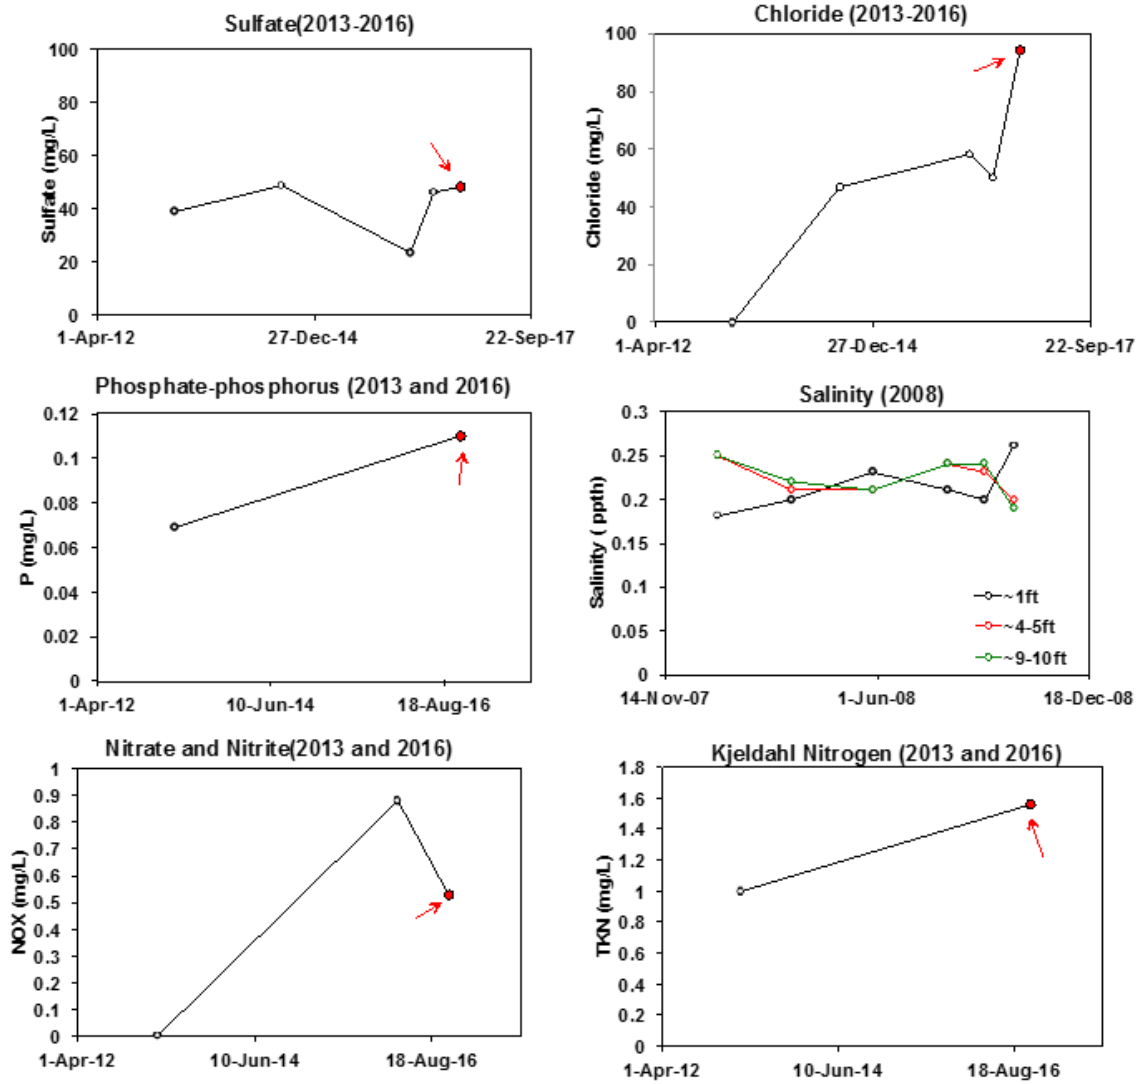 Sulfate(2013-2016)
Sulfate (mg/L)
100
80
60
40
20
0
1-Apr-12 27-Dec-14 22-Sep-17
Chloride (2013-2016)
Chloride (mg/L)
100
80
60
40
20
0
1-Apr-12 27-Dec-14 22-Sep-17
Phosphate-phosphorus (2013 and 2016)
P (mg/L)
0.12
0.1
0.08
0.06
0.04
0.02
0
1-Apr-12 10-Jun-14 18-Aug-16
Salinity (2008)
Salinity ( ppth)
0.3
0.25
0.2
0.15
0.1
0.05
0
~1ft
~4-5ft
~9-10ft
14-Nov-07 1-Jun-08 18-Dec-08
Nitrate and Nitrite(2013 and 2016)
NOX (mg/L)
1
0.9
0.8
0.7
0.6
0.5
0.4
0.3
0.2
0.1
0
1-Apr-12 10-Jun-14 18-Aug-16
Kjeldahl Nitrogen (2013 and 2016)
TKN (mg/L)
1.8
1.6
1.4
1.2
1
0.8
0.6
0.4
0.2
0
1-Apr-12 10-Jun-14 18-Aug-16